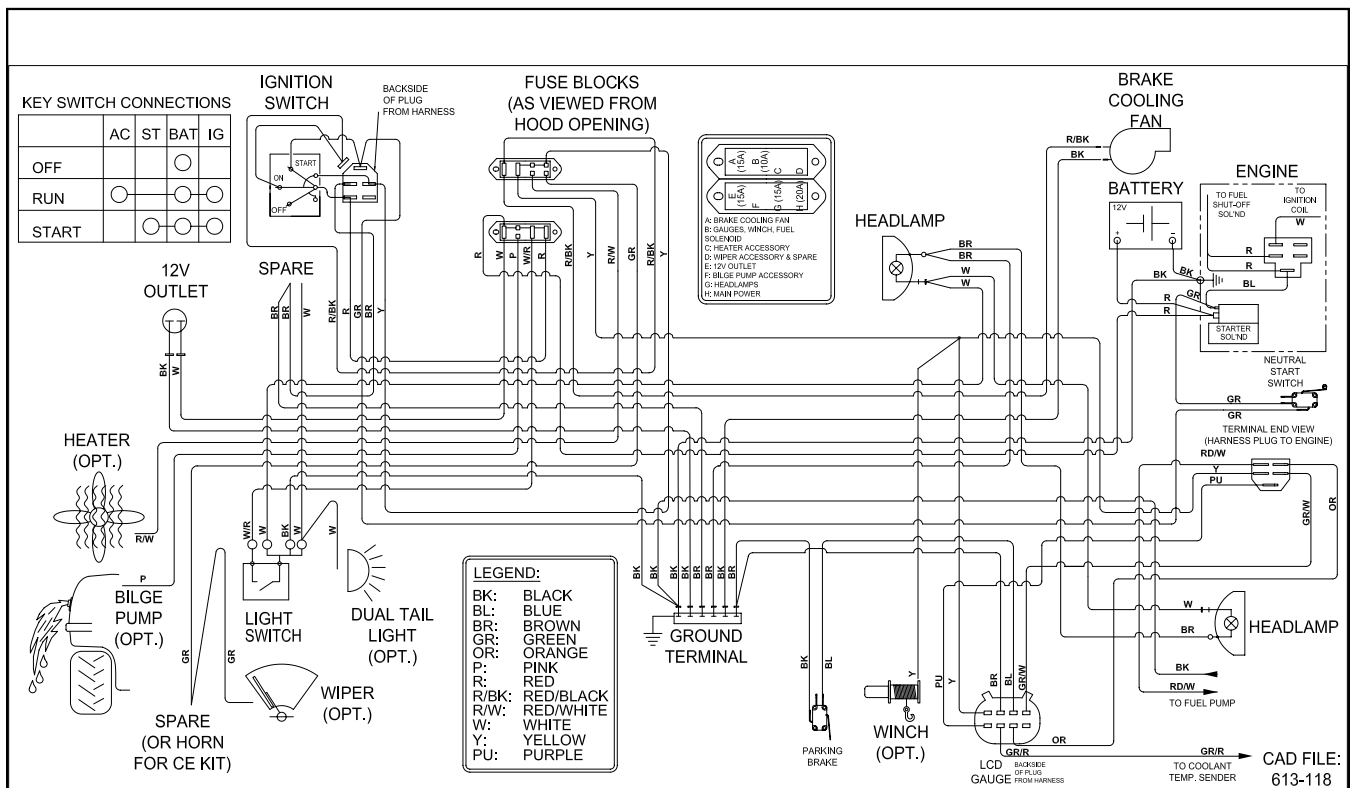 KEY SWITCH CONNECTIONS
AC ST BAT IG
OFF
RUN
START
IGNITION
SWITCH
BACKSIDE
OF PLUG
FROM HARNESS
START
ON
OFF
FUSE BLOCKS
(AS VIEWED FROM
HOOD OPENING)
A (15A)
B (10A)
C
D
E (15A)
F
G (15A)
H (20A)
A: BRAKE COOLING FAN
B: GAUGES, WINCH, FUEL
SOLENOID
C: HEATER ACCESSORY
D: WIPER ACCESSORY & SPARE
E: 12V OUTLET
F: BILGE PUMP ACCESSORY
G: HEADLAMPS
H: MAIN POWER
BRAKE
COOLING
FAN
R/BK
BK
BATTERY
12V
+
-
BK
BK
R
R
GR
ENGINE
TO FUEL
SHUT-OFF
SOL'ND
TO
IGNITION
COIL
W
R
R
BL
STARTER
SOL'ND
HEADLAMP
BR
BR
W
W
NEUTRAL
START
SWITCH
GR
GR
TERMINAL END VIEW
(HARNESS PLUG TO ENGINE)
RD/W
Y
PU
GR/W
OR
12V
OUTLET
BK
W
SPARE
BR
BR
W
R/BK
R
GR
BR
Y
R
W
P
W/R
R
R/BK
Y
R/W
GR
R/BK
Y
HEATER
(OPT.)
R/W
P
BILGE
PUMP
(OPT.)
W/R
W
BK
W
W
LIGHT
SWITCH
DUAL TAIL
LIGHT
(OPT.)
GR
GR
SPARE
(OR HORN
FOR CE KIT)
WIPER
(OPT.)
LEGEND:
BK: BLACK
BL: BLUE
BR: BROWN
GR: GREEN
OR: ORANGE
P: PINK
R: RED
R/BK: RED/BLACK
R/W: RED/WHITE
W: WHITE
Y: YELLOW
PU: PURPLE
BK
BK
BK
BR
BR
BK
BR
GROUND
TERMINAL
BK
BL
PARKING
BRAKE
Y
WINCH
(OPT.)
PU
Y
BR
BL
GR/W
OR
GR/R
LCD
GAUGE
BACKSIDE
OF PLUG
FROM HARNESS
W
BR
HEADLAMP
BK
RD/W
TO FUEL PUMP
GR/R
TO COOLANT
TEMP. SENDER
CAD FILE:
613-118